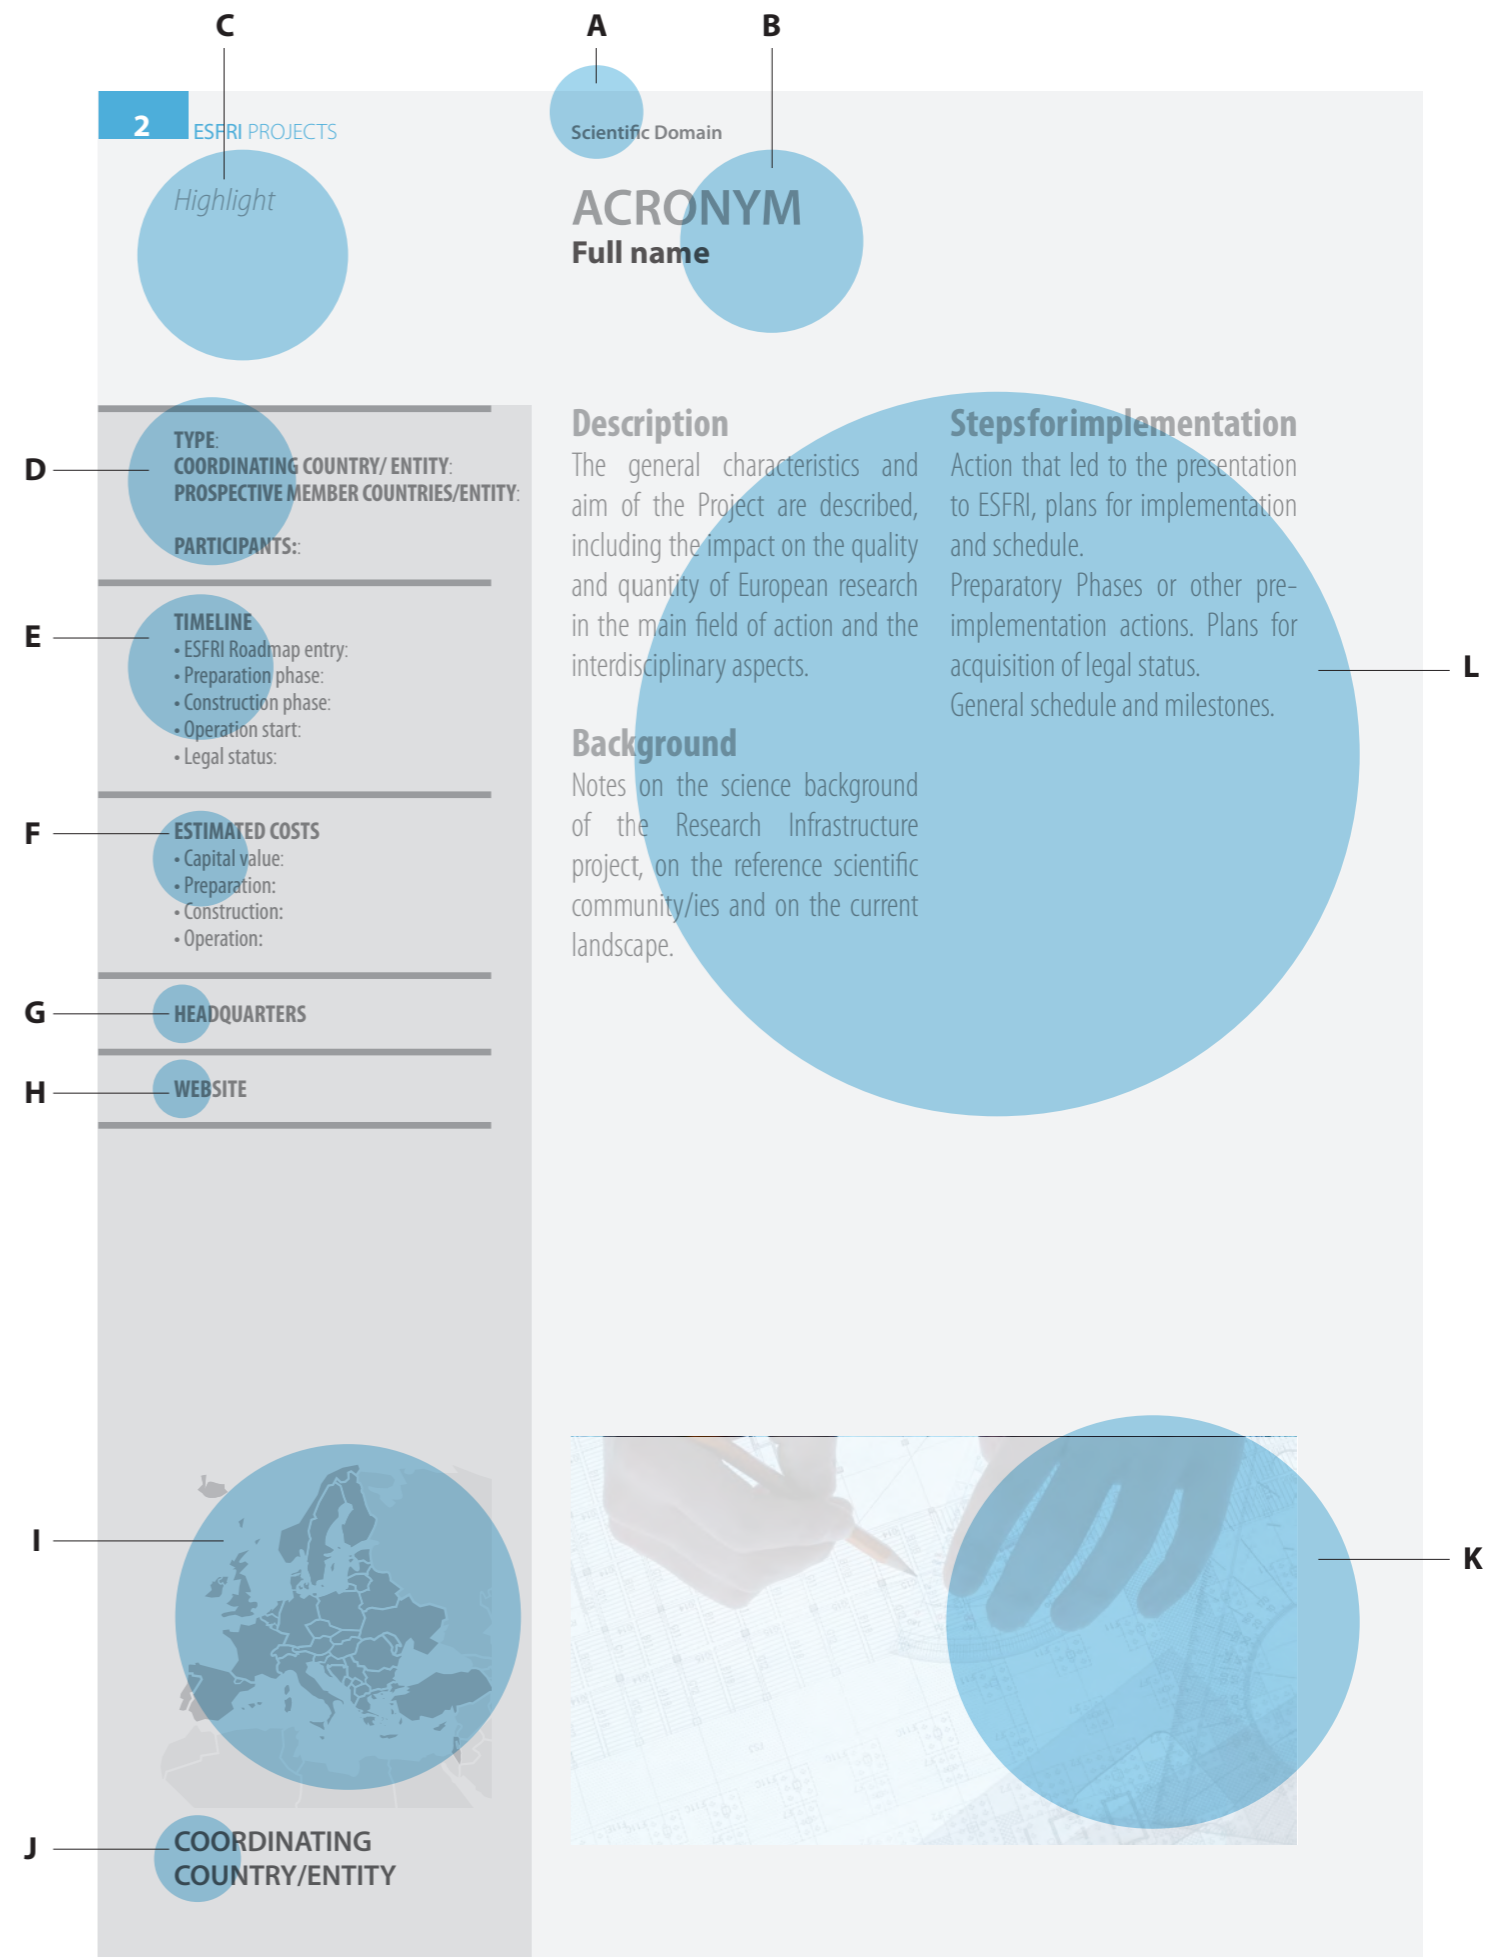 C
A
B
2
ESFRI PROJECTS
Scientific Domain
Highlight
ACRONYM
Full name
D
TYPE:
COORDINATING COUNTRY/ ENTITY:
PROSPECTIVE MEMBER COUNTRIES/ENTITY:
PARTICIPANTS::
E
TIMELINE
• ESFRI Roadmap entry:
• Preparation phase:
• Construction phase:
• Operation start:
• Legal status:
F
ESTIMATED COSTS
• Capital value:
• Preparation:
• Construction:
• Operation:
G
HEADQUARTERS
H
WEBSITE
I
J
COORDINATING
COUNTRY/ENTITY
Description
The general characteristics and
aim of the Project are described,
including the impact on the quality
and quantity of European research
in the main field of action and the
interdisciplinary aspects.
Background
Notes on the science background
of the Research Infrastructure
project, on the reference scientific
community/ies and on the current
landscape.
Stepsforimplementation
Action that led to the presentation
to ESFRI, plans for implementation
and schedule.
Preparatory Phases or other pre-
implementation actions. Plans for
acquisition of legal status.
General schedule and milestones.
L
K